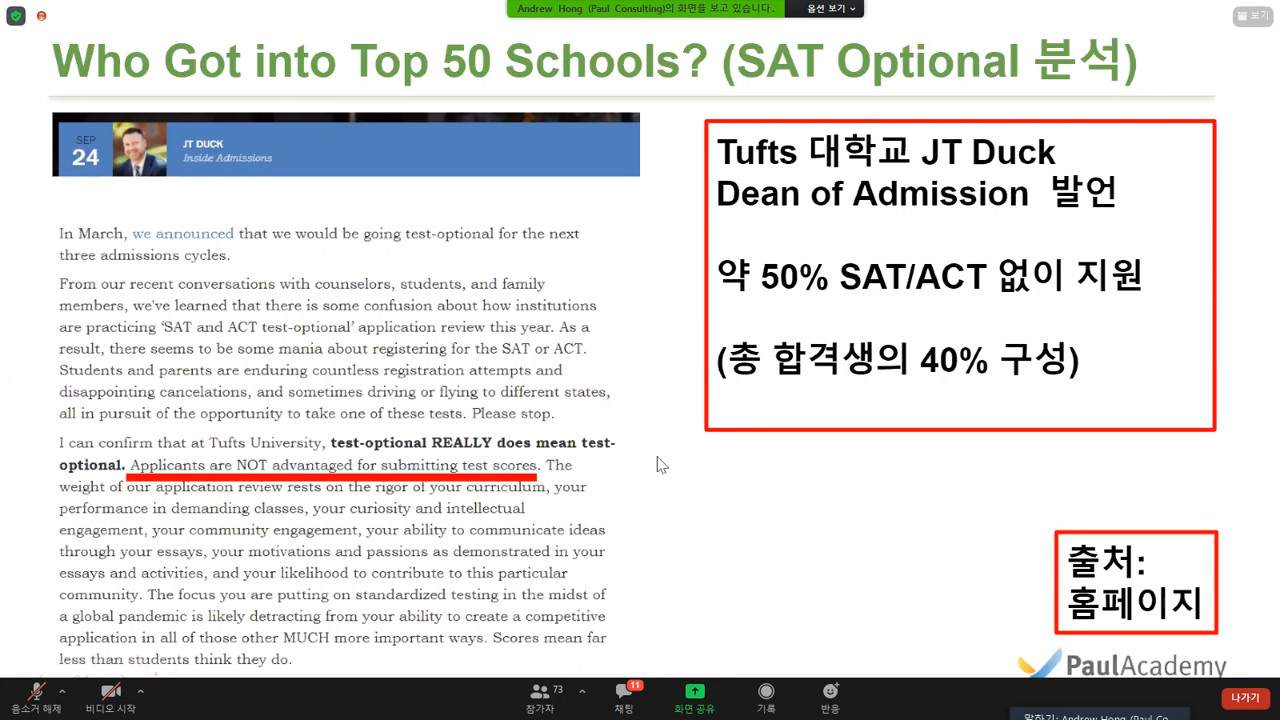 Andrew Hong (Paul Consulting)의 화면을 보고 있습니다.
옵션 보기
보기
Who Got into Top 50 Schools? (SAT Optional 분석)
SEP
24
JT DUCK
Inside Admissions
In March, we announced that we would be going test-optional for the next
three admissions cycles.
From our recent conversations with counselors, students, and family
members, we've learned that there is some confusion about how institutions
are practicing 'SAT and ACT test-optional' application review this year. As a
result, there seems to be some mania about registering for the SAT or ACT.
Students and parents are enduring countless registration attempts and
disappointing cancelations, and sometimes driving or flying to different states,
all in pursuit of the opportunity to take one of these tests. Please stop.
I can confirm that at Tufts University, test-optional REALLY does mean test-
optional. Applicants are NOT advantaged for submitting test scores. The
weight of our application review rests on the rigor of your curriculum, your
performance in demanding classes, your curiosity and intellectual
engagement, your community engagement, your ability to communicate ideas
through your essays, your motivations and passions as demonstrated in your
essays and activities, and your likelihood to contribute to this particular
community. The focus you are putting on standardized testing in the midst of
a global pandemic is likely detracting from your ability to create a competitive
application in all of those other MUCH more important ways. Scores mean far
less than students think they do.
Tufts 대학교 JT Duck
Dean of Admission 발언
약 50% SAT/ACT 없이 지원
(총 합격생의 40% 구성)
출처:
홈페이지
PaulAcademy
음소거 해제
비디오 시작
73
참가자
11
채팅
화면 공유
기록
반응
나가기
말하기: Andrew Hong (Paul Co...